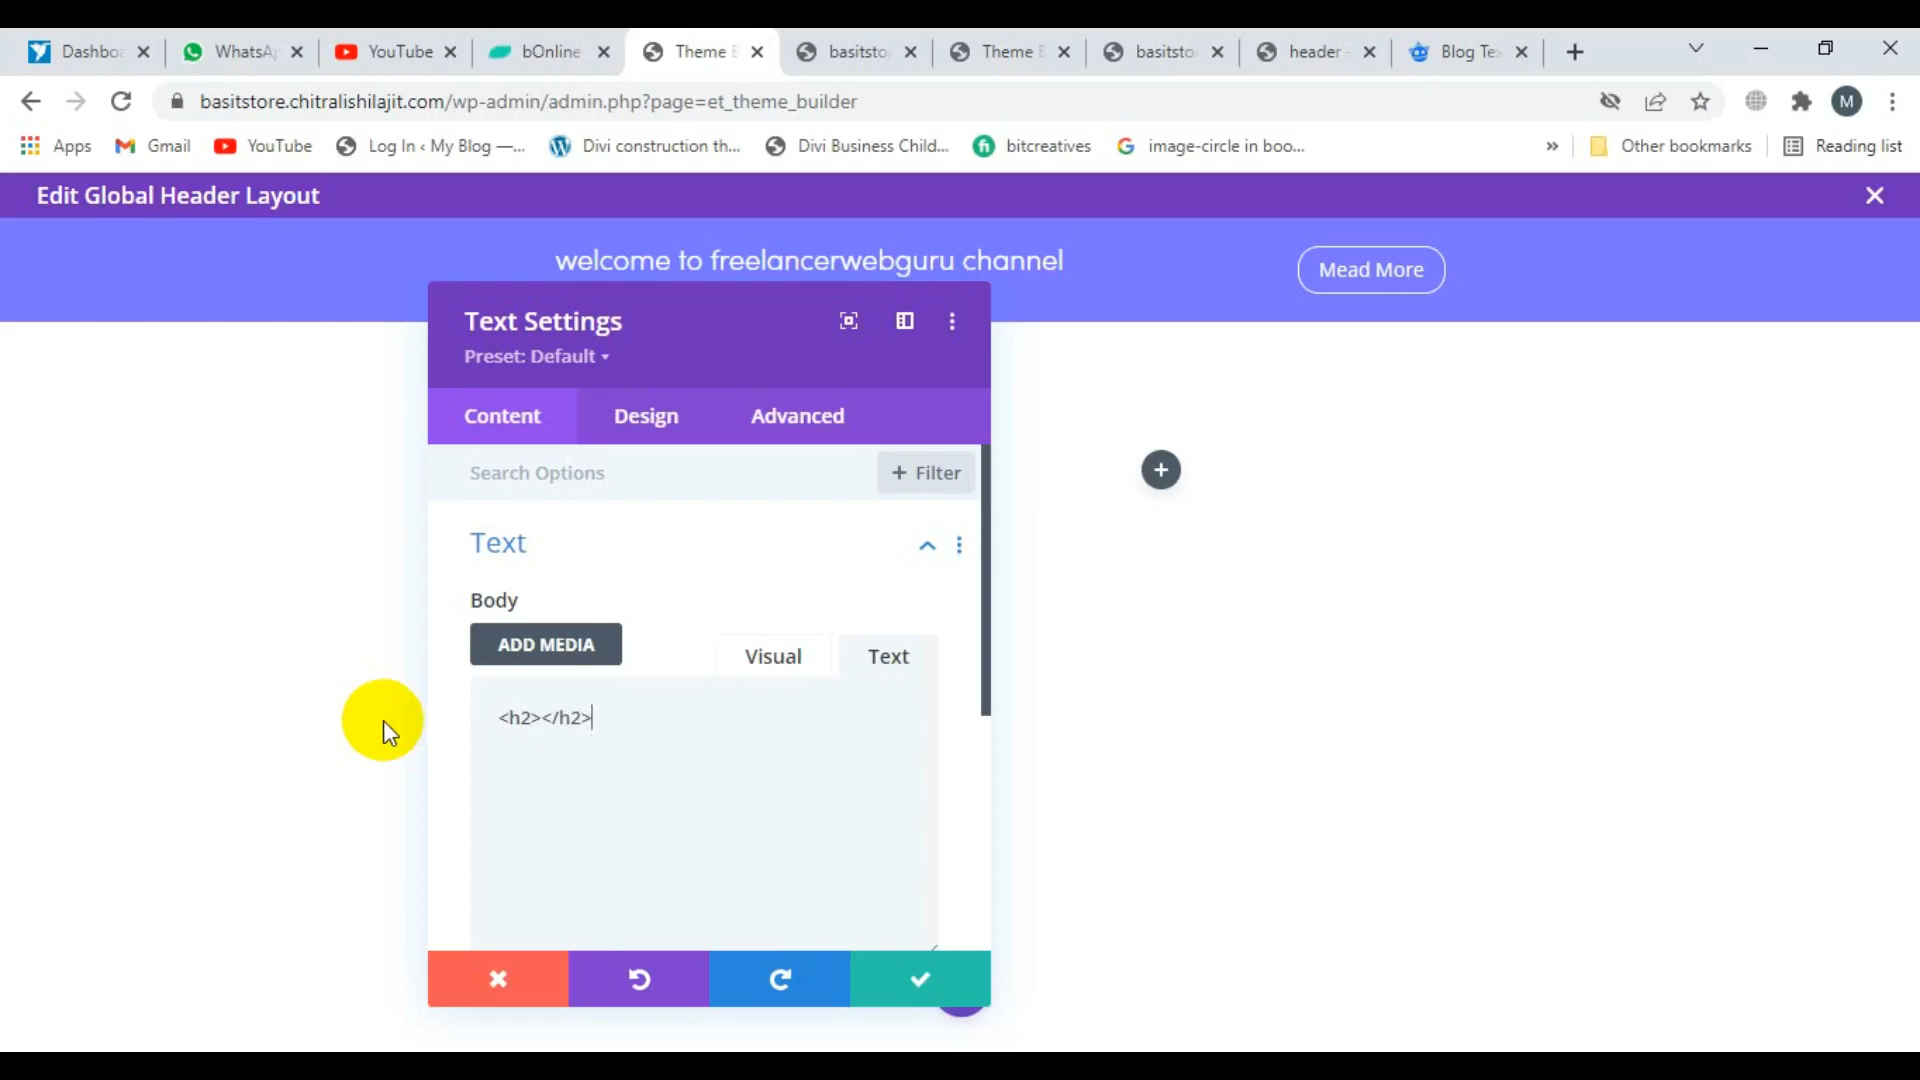 Dashbo
WhatsA
YouTube
bOnline
Theme B
basitsto
Theme B
basitsto
header -
Blog Te
basitstore.chitralishilajit.com/wp-admin/admin.php?page=et_theme_builder
M
Apps
Gmail
YouTube
Log In ‹ My Blog —...
Divi construction th...
Divi Business Child...
bitcreatives
image-circle in boo...
»
Other bookmarks
Reading list
Edit Global Header Layout
welcome to freelancerwebguru channel
Mead More
Text Settings
Preset: Default
Content
Design
Advanced
Search Options
+ Filter
Text
Body
ADD MEDIA
Visual
Text
<h2></h2>